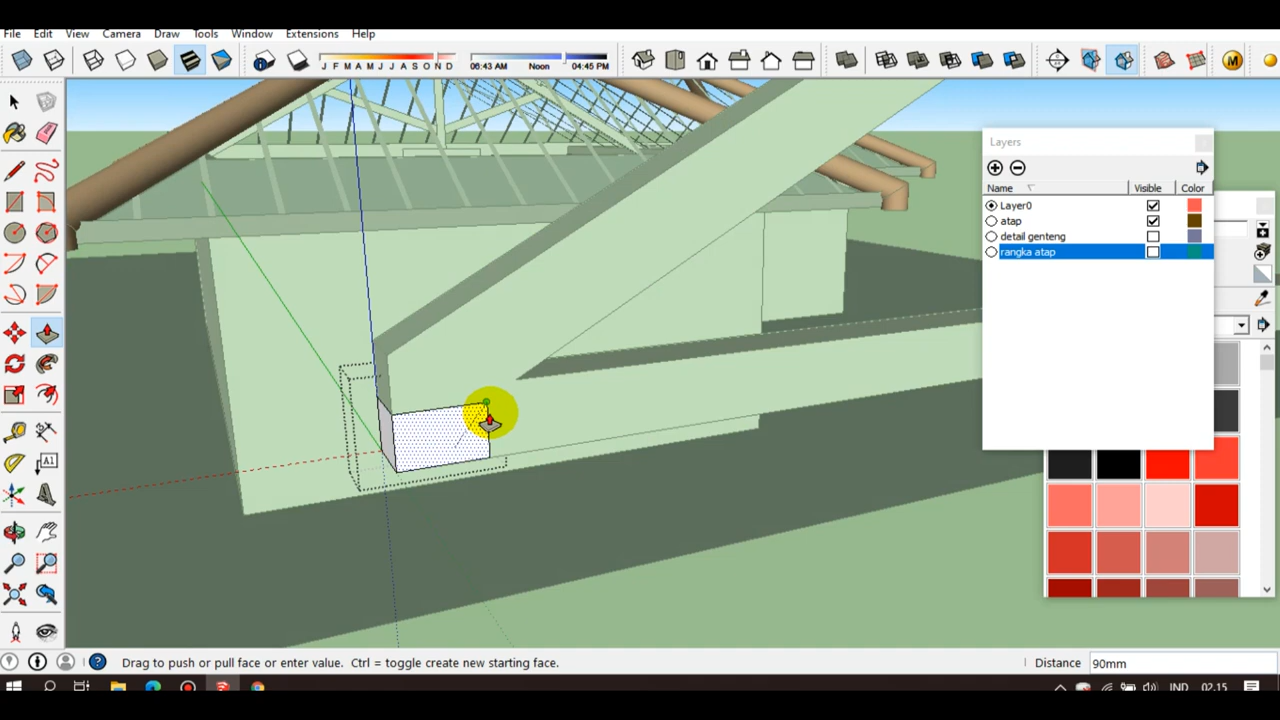 File Edit View Camera Draw Tools Window Extensions Help
J F M A M J J A S O N D 06:43 AM Noon 04:45 PM
M
Layers
Name Visible Color
Layer0
atap
detail genteng
rangka atap
A1
Drag to push or pull face or enter value. Ctrl = toggle create new starting face.
Distance 90mm
IND 02.15